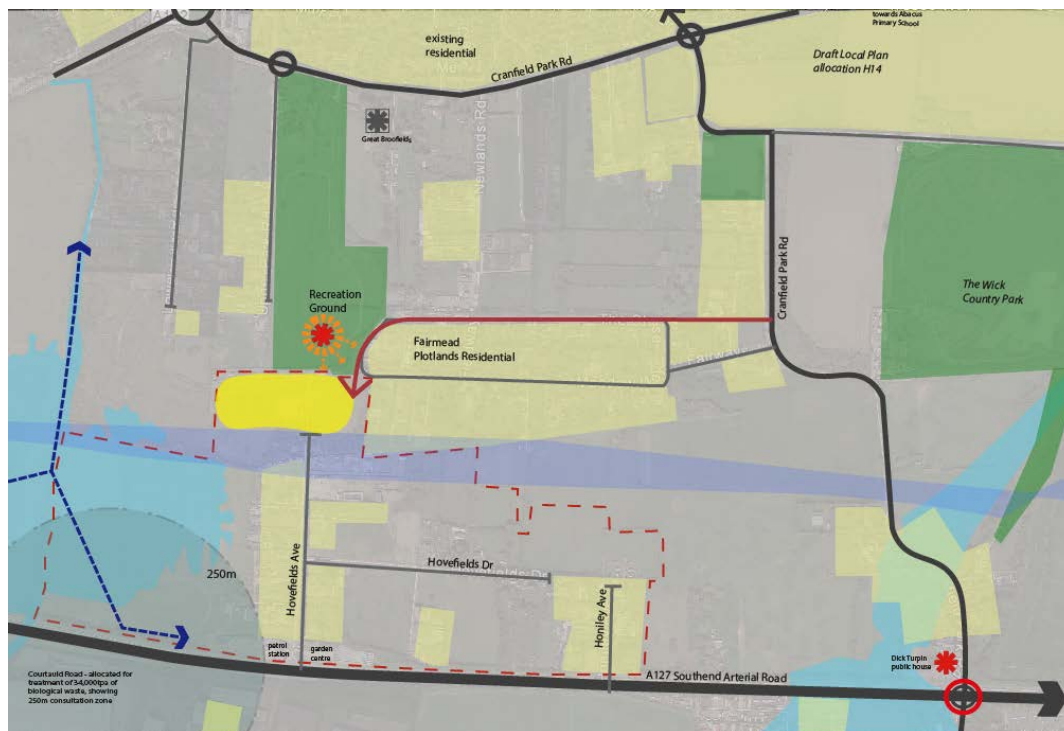 towards Abacus
Primary School
existing
residential
Cranfield Park Rd
Draft Local Plan
allocation H14
Great Broofields
Newlands Rd
Cranfield Park Rd
The Wick
Country Park
Recreation
Ground
Fairmead
Plotlands Residential
Fairway
250m
Hovefields Ave
Hovefields Dr
Honiley Ave
petrol
station
garden
centre
A127 Southend Arterial Road
Dick Turpin
public house
Courtauld Road - allocated for
treatment of 34,000tpa of
biological waste, showing
250m consultation zone